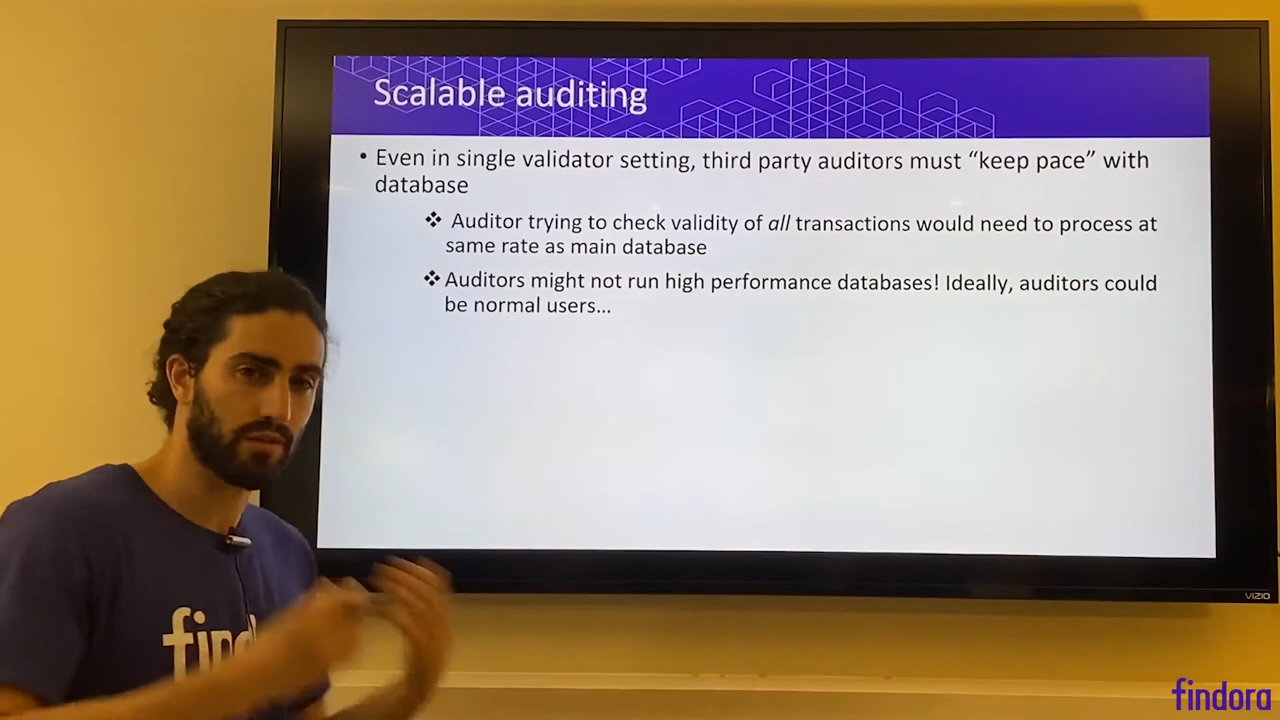 Scalable auditing
• Even in single validator setting, third party auditors must “keep pace” with
database
❖ Auditor trying to check validity of all transactions would need to process at
same rate as main database
❖ Auditors might not run high performance databases! Ideally, auditors could
be normal users...
VIZIO
find
findora